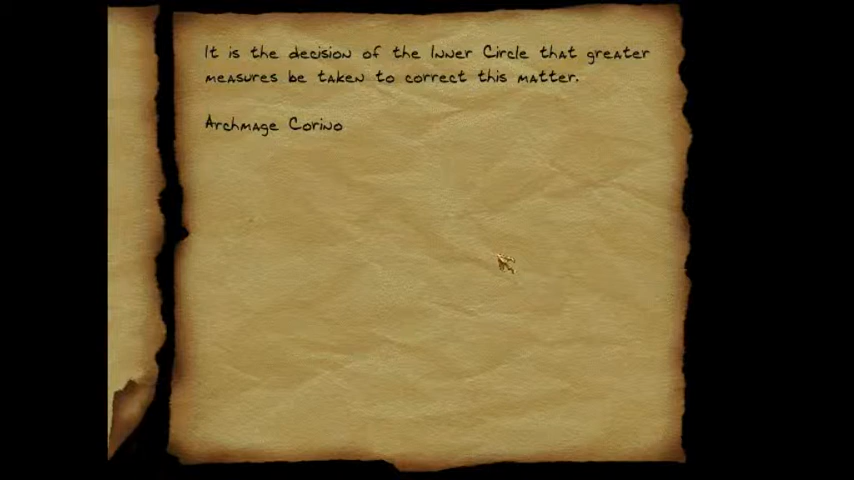 It is the decision of the Inner Circle that greater
measures be taken to correct this matter.
Archmage Corino